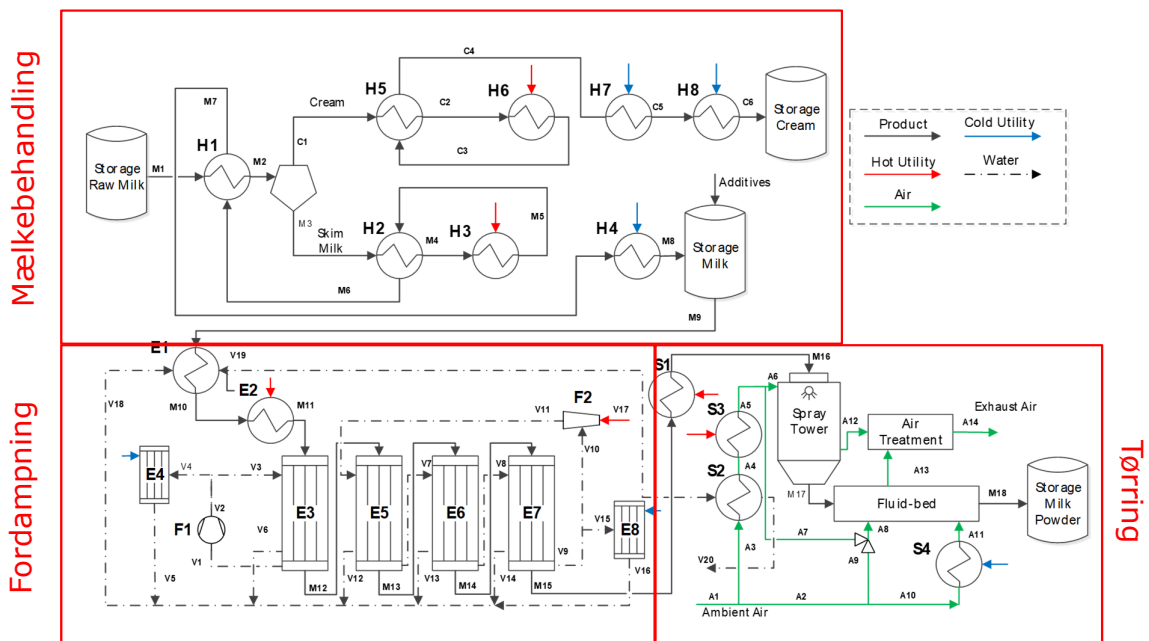 Mælkebehandling
Fordampning
Tørring
C4
H5
H6
H7
H8
C2
C3
C5
C6
Cream
C1
Storage
Cream
M7
H1
M1
M2
Storage
Raw Milk
M3
Skim
Milk
H2
H3
M4
M5
M6
H4
M8
Additives
Storage
Milk
M9
Product
Cold Utility
Hot Utility
Water
Air
E1
V19
E2
M10
M11
V18
E4
V4
V3
V2
F1
V1
V6
V5
E3
E5
E6
E7
V7
V8
V9
V11
F2
V17
V10
V15
E8
V16
V12
V13
V14
M12
M13
M14
M15
S1
M16
S3
A5
A6
S2
A4
A3
V20
Spray
Tower
A12
Air
Treatment
Exhaust Air
A14
A13
M17
Fluid-bed
M18
Storage
Milk
Powder
A7
A8
A9
A11
S4
A1
A2
A10
Ambient Air